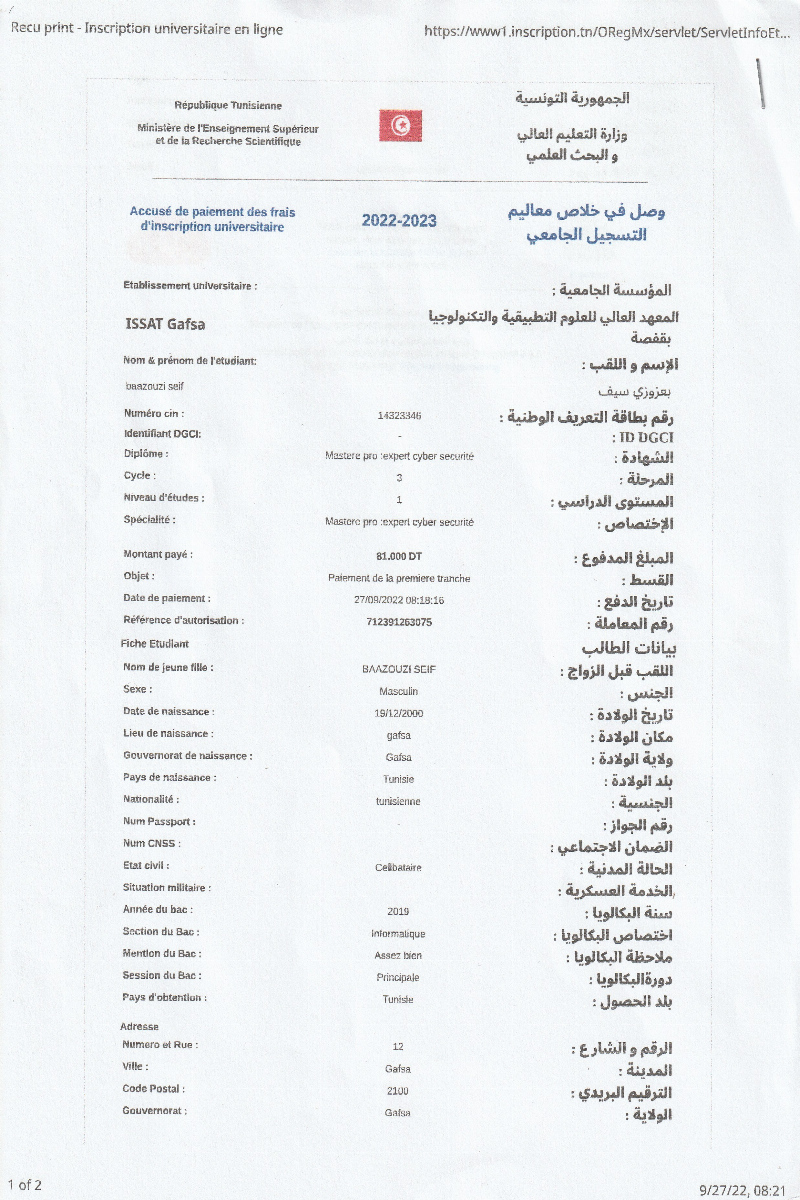 Recu print - Inscription universitaire en ligne https://www1.inscription.tn/ORegMx/servlet/ServletInfoEt...
République Tunisienne الجمهورية التونسية
Ministère de l'Enseignement Supérieur وزارة التعليم العالي
et de la Recherche Scientifique و البحث العلمي
Accusé de paiement des frais 2022-2023 وصل في خلاص معاليم
d'inscription universitaire التسجيل الجامعي
Etablissement universitaire : المؤسسة الجامعية :
ISSAT Gafsa المعهد العالي للعلوم التطبيقية والتكنولوجيا
بقفصة
Nom & prénom de l'etudiant: الإسم و اللقب :
baazouzi seif بعزوزي سيف
Numéro cin : 14323346 رقم بطاقة التعريف الوطنية :
Identifiant DGCI: - ID DGCI :
Diplôme : Mastere pro :expert cyber securité الشهادة :
Cycle : 3 المرحلة :
Niveau d'études : 1 المستوى الدراسي :
Spécialité : Mastere pro :expert cyber securité الإختصاص :
Montant payé : 81.000 DT المبلغ المدفوع :
Objet : Paiement de la premiere tranche القسط :
Date de paiement : 27/09/2022 08:18:16 تاريخ الدفع :
Référence d'autorisation : 712391263075 رقم المعاملة :
Fiche Etudiant بيانات الطالب
Nom de jeune fille : BAAZOUZI SEIF اللقب قبل الزواج :
Sexe : Masculin الجنس :
Date de naissance : 19/12/2000 تاريخ الولادة :
Lieu de naissance : gafsa مكان الولادة :
Gouvernorat de naissance : Gafsa ولاية الولادة :
Pays de naissance : Tunisie بلد الولادة :
Nationalité : tunisienne الجنسية :
Num Passport : - رقم الجواز :
Num CNSS : الضمان الاجتماعي :
Etat civil : Celibataire الحالة المدنية :
Situation militaire : الخدمة العسكرية :
Année du bac : 2019 سنة البكالويا :
Section du Bac : Informatique اختصاص البكالويا :
Mention du Bac : Assez bien ملاحظة البكالويا :
Session du Bac : Principale دورةالبكالويا :
Pays d'obtention : Tunisie بلد الحصول :
Adresse
Numero et Rue : 12 الرقم و الشارع :
Ville : Gafsa المدينة :
Code Postal : 2100 الترقيم البريدي :
Gouvernorat : Gafsa الولاية :
1 of 2 9/27/22, 08:21